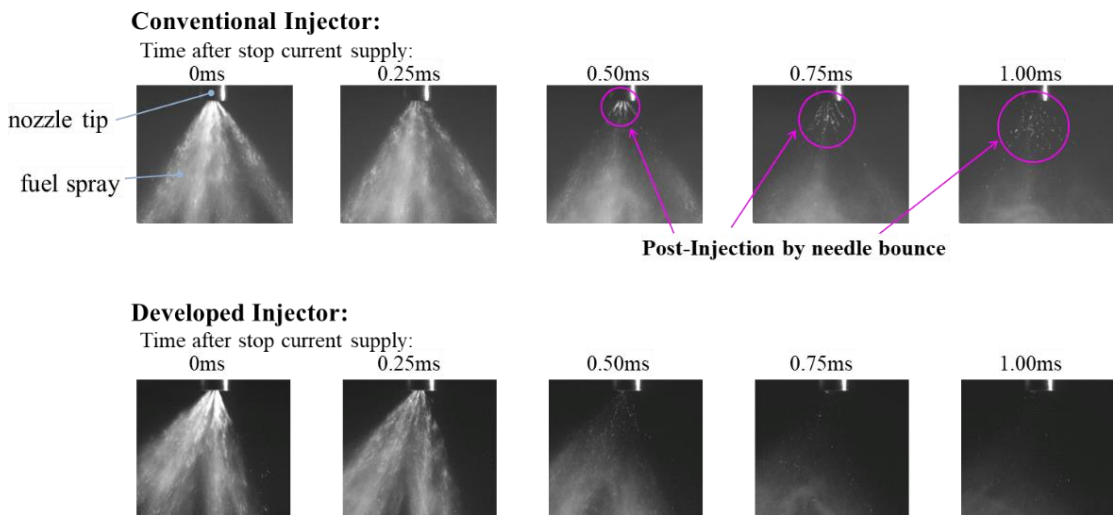 Conventional Injector:
Time after stop current supply:
0ms
0.25ms
0.50ms
0.75ms
1.00ms
nozzle tip
fuel spray
Post-Injection by needle bounce
Developed Injector:
Time after stop current supply:
0ms
0.25ms
0.50ms
0.75ms
1.00ms